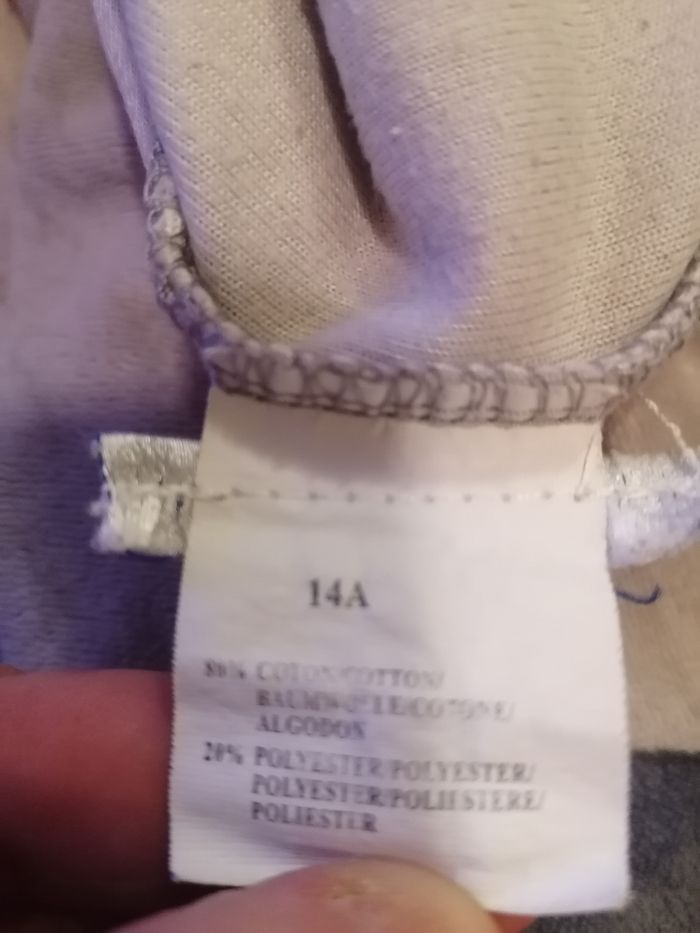 14A
80% COTON/COTTON/
BAUMWOLLE/COTONE/
ALGODON
20% POLYESTER/POLYESTER/
POLYESTER/POLIESTERE/
POLIESTER